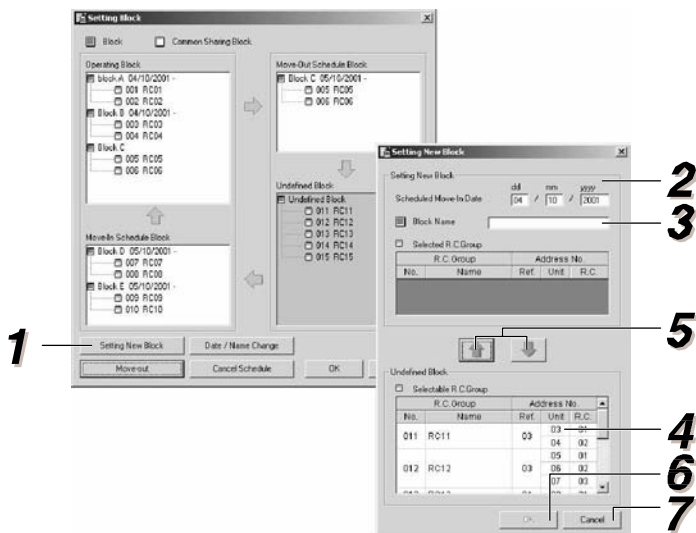 Setting Block
Block
Common Sharing Block
Operating Block
block A 04/10/2001 -
001 RC01
002 RC02
Block B 04/10/2001 -
003 RC03
004 RC04
Block C
005 RC05
006 RC06
Move-Out Schedule Block
Block C 05/10/2001 -
005 RC05
006 RC06
Undefined Block
Undefined Block
011 RC11
012 RC12
013 RC13
014 RC14
015 RC15
Move-In Schedule Block
Block D 05/10/2001 -
007 RC07
008 RC08
Block E 05/10/2001 -
009 RC09
010 RC10
1
Setting New Block
Date / Name Change
Move-out
Cancel Schedule
OK
Setting New Block
Setting New Block
dd mm yyyy
Scheduled Move-In Date 04 / 10 / 2001
2
Block Name
3
Selected R.C.Group
R.C.Group Address No.
No. Name Ref. Unit R.C.
5
Undefined Block
Selectable R.C.Group
R.C.Group Address No.
No. Name Ref. Unit R.C.
011 RC11 03 03 01
04 02
4
05 01
012 RC12 03 06 02
07 03
6
OK
Cancel
7